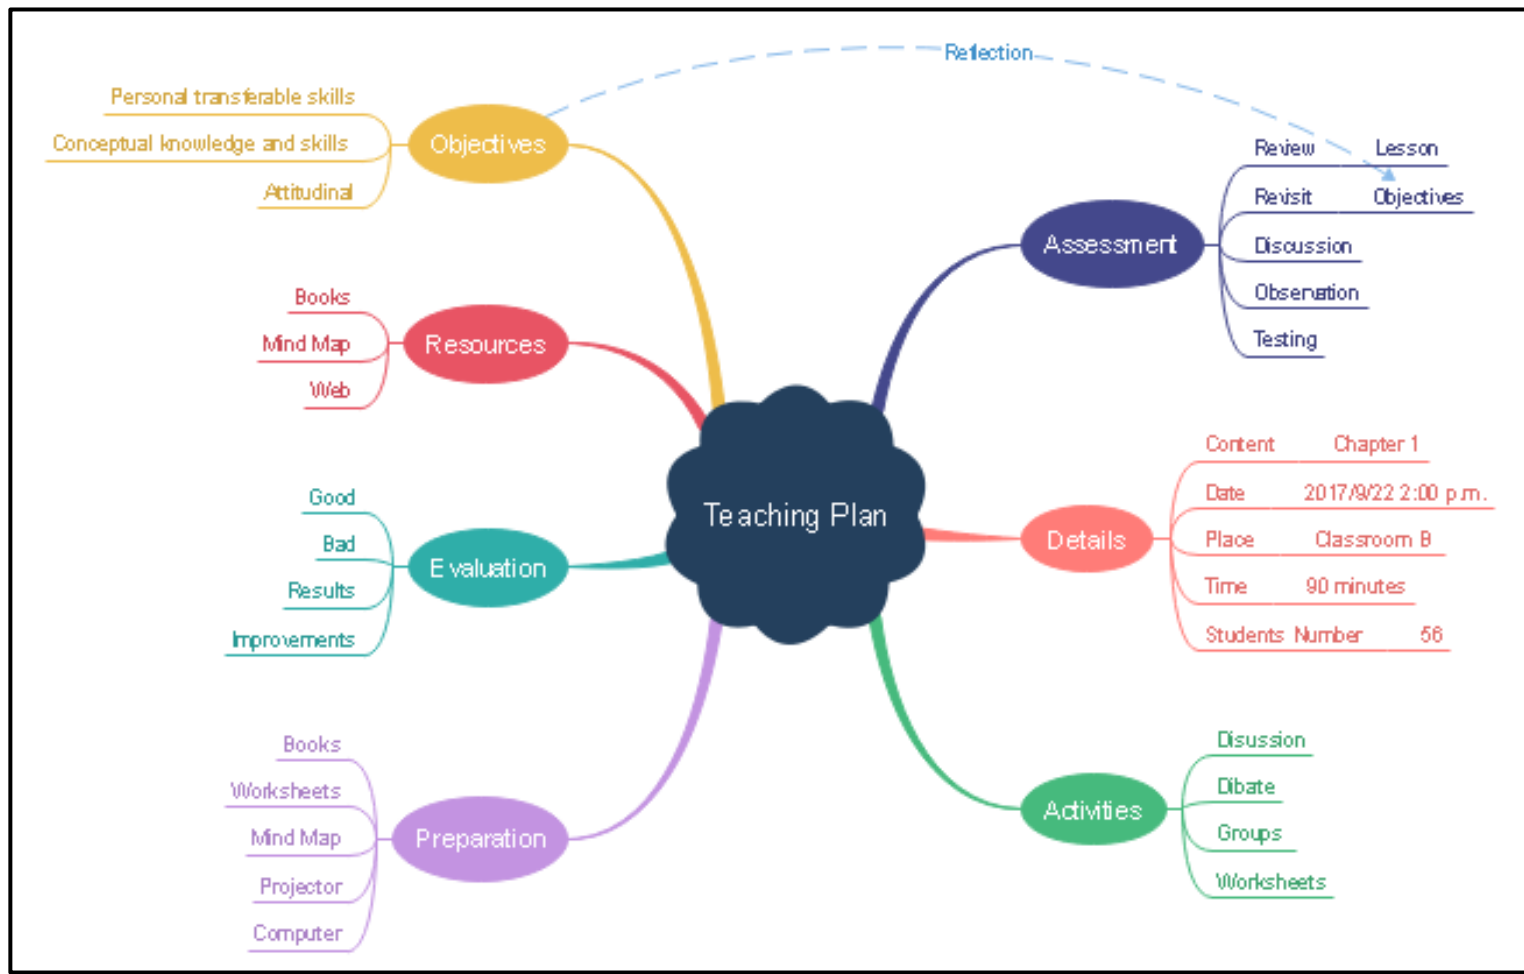 Reflection
Personal transferable skills
Conceptual knowledge and skills
Attitudinal
Objectives
Books
Mind Map
Web
Resources
Good
Bad
Results
Improvements
Evaluation
Books
Worksheets
Mind Map
Projector
Computer
Preparation
Teaching Plan
Assessment
Review Lesson
Revisit Objectives
Discussion
Observation
Testing
Details
Content Chapter 1
Date 2017/9/22 2:00 p.m.
Place Classroom B
Time 90 minutes
Students Number 56
Activities
Disussion
Dibate
Groups
Worksheets